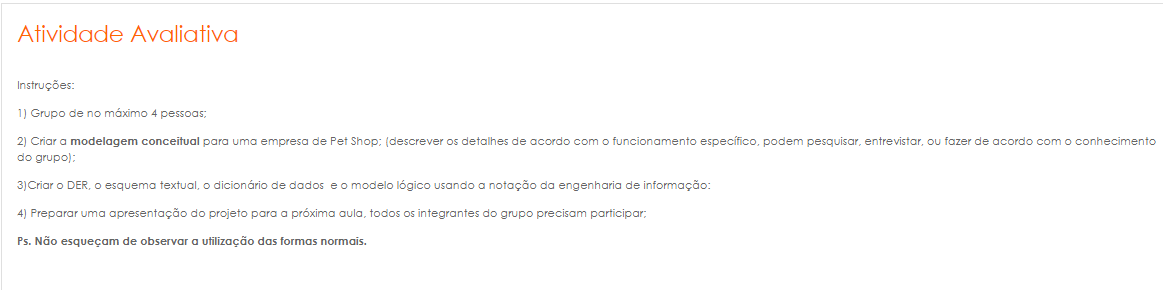 Atividade Avaliativa
Instruções:
1) Grupo de no máximo 4 pessoas;
2) Criar a modelagem conceitual para uma empresa de Pet Shop; (descrever os detalhes de acordo com o funcionamento específico, podem pesquisar, entrevistar, ou fazer de acordo com o conhecimento
do grupo);
3)Criar o DER, o esquema textual, o dicionário de dados e o modelo lógico usando a notação da engenharia de informação:
4) Preparar uma apresentação do projeto para a próxima aula, todos os integrantes do grupo precisam participar;
Ps. Não esqueçam de observar a utilização das formas normais.